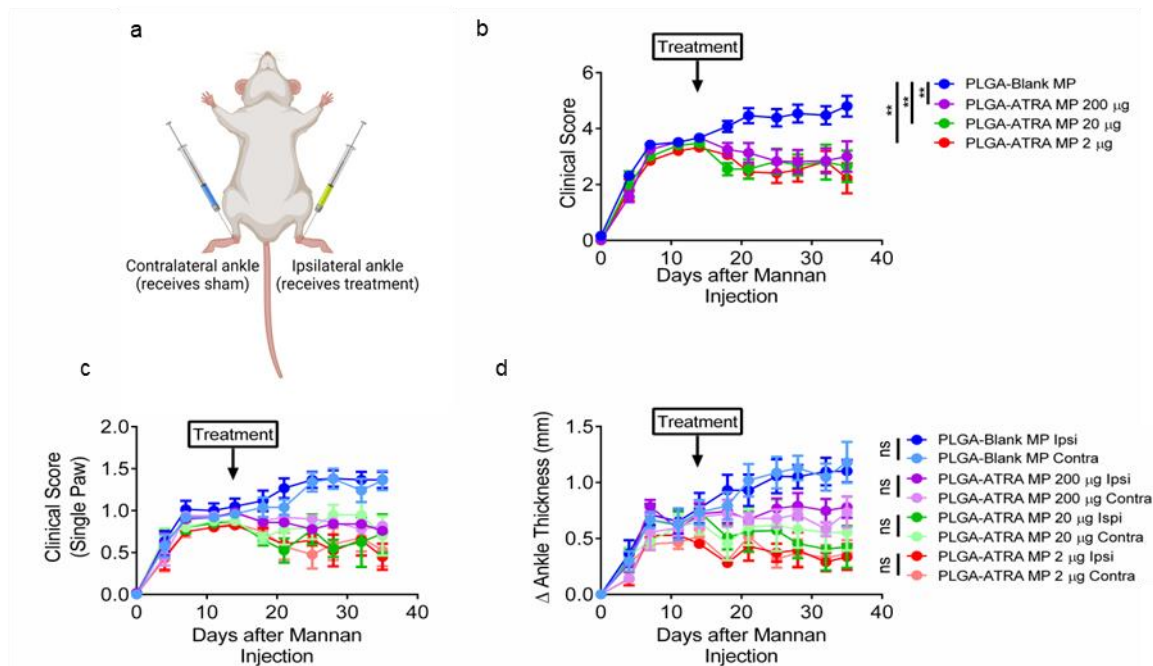 a
Contralateral ankle
(receives sham)
Ipsilateral ankle
(receives treatment)
b
Treatment
Clinical Score
6
4
2
0
0
10
20
30
40
Days after Mannan
Injection
PLGA-Blank MP
PLGA-ATRA MP 200 µg
PLGA-ATRA MP 20 µg
PLGA-ATRA MP 2 µg
**
**
**
c
Treatment
Clinical Score
(Single Paw)
2.0
1.5
1.0
0.5
0.0
0
10
20
30
40
Days after Mannan
Injection
d
Treatment
Δ Ankle Thickness (mm)
1.5
1.0
0.5
0.0
0
10
20
30
40
Days after Mannan
Injection
ns
PLGA-Blank MP Ipsi
PLGA-Blank MP Contra
ns
PLGA-ATRA MP 200 µg Ipsi
PLGA-ATRA MP 200 µg Contra
ns
PLGA-ATRA MP 20 µg Ispi
PLGA-ATRA MP 20 µg Contra
ns
PLGA-ATRA MP 2 µg Ipsi
PLGA-ATRA MP 2 µg Contra